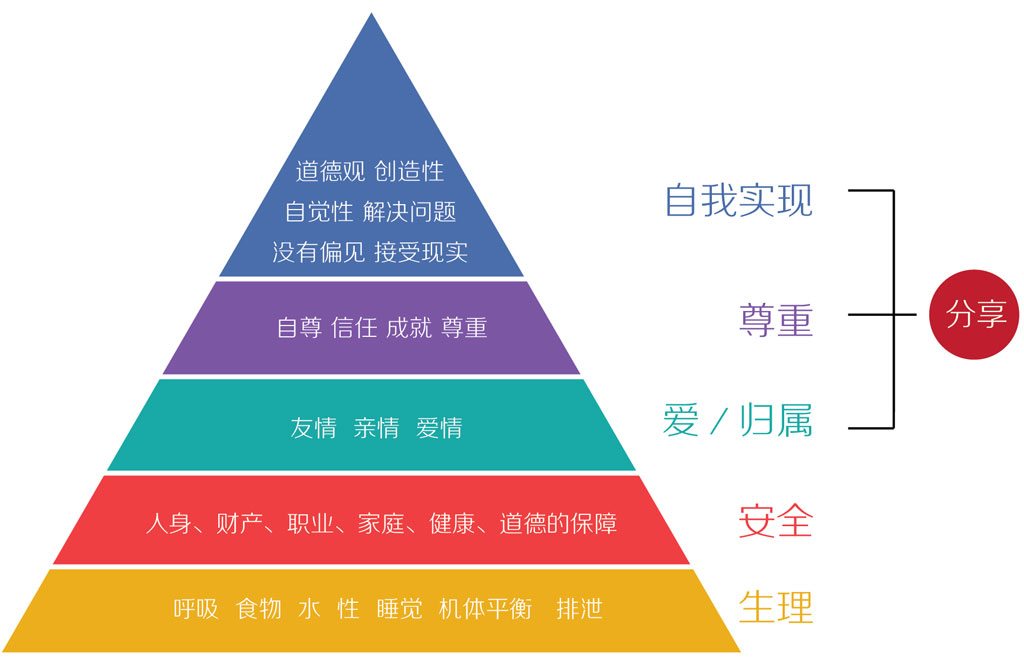 道德观 创造性
自觉性 解决问题
没有偏见 接受现实
自我实现
自尊 信任 成就 尊重
尊重
分享
友情 亲情 爱情
爱 / 归属
人身、财产、职业、家庭、健康、道德的保障
安全
呼吸 食物 水 性 睡觉 机体平衡 排泄
生理